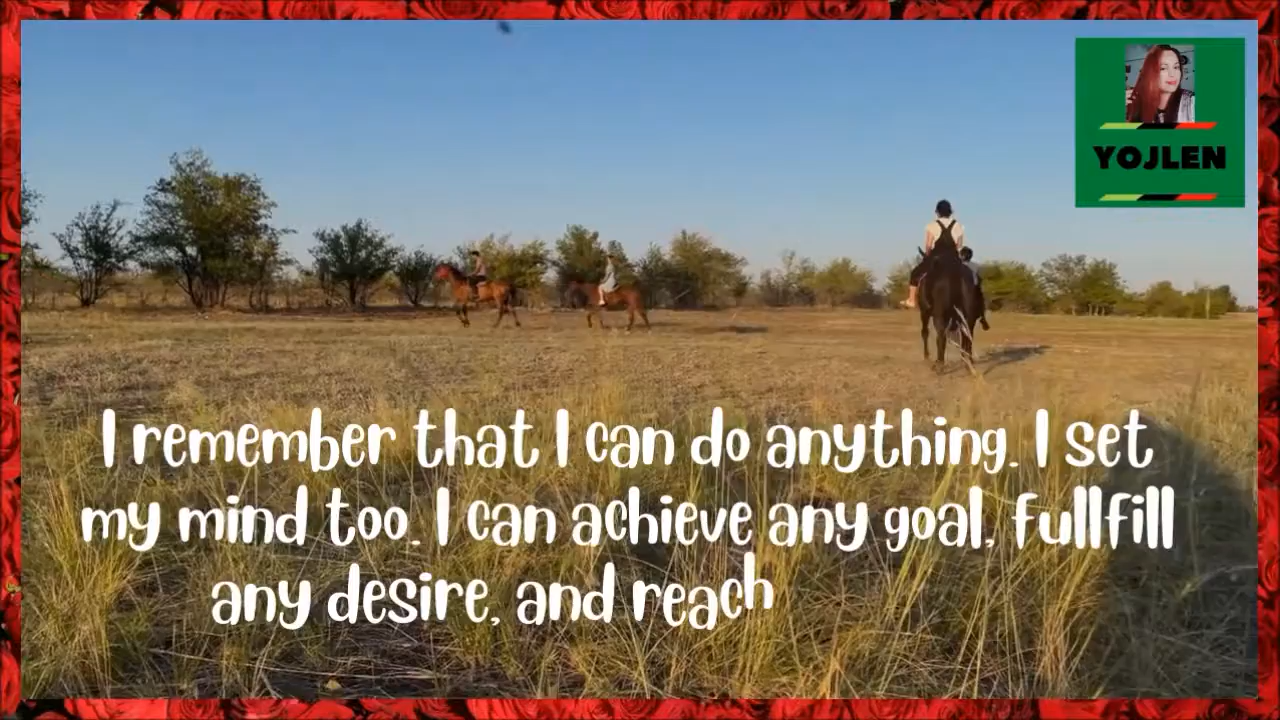 YOJLEN
I remember that I can do anything. I set
my mind too. I can achieve any goal, fullfill
any desire, and reach